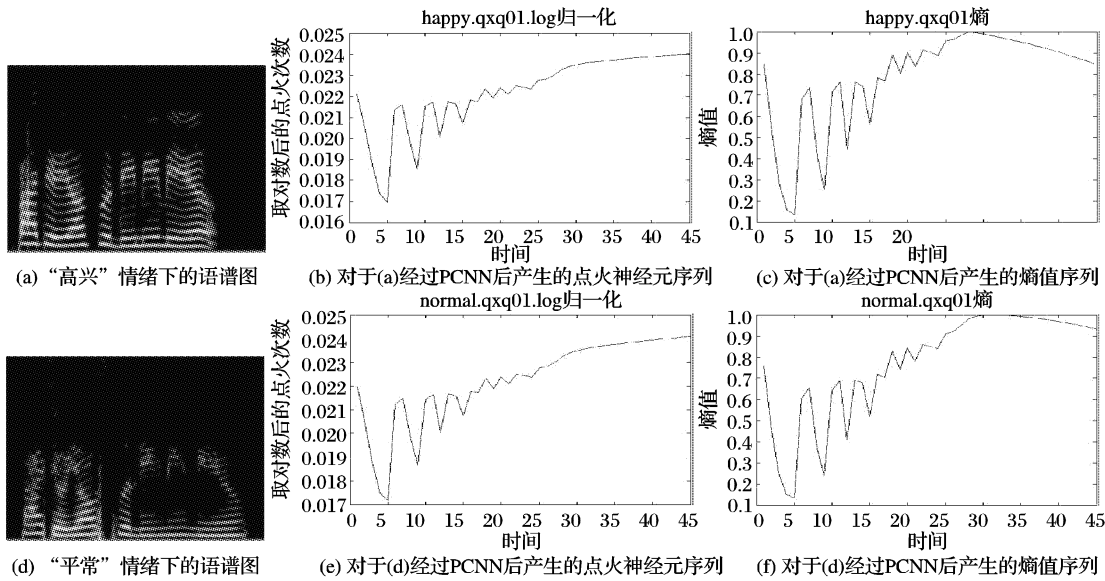 happy.qxq01.log归一化
取对数后的点火次数
0.025
0.024
0.023
0.022
0.021
0.020
0.019
0.018
0.017
0.016
0 5 10 15 20 25 30 35 40 45
时间
happy.qxq01熵
熵值
1.0
0.9
0.8
0.7
0.6
0.5
0.4
0.3
0.2
0.1
0 5 10 15 20
时间
(a) “高兴”情绪下的语谱图
(b) 对于(a)经过PCNN后产生的点火神经元序列
(c) 对于(a)经过PCNN后产生的熵值序列
normal.qxq01.log归一化
取对数后的点火次数
0.025
0.024
0.023
0.022
0.021
0.020
0.019
0.018
0.017
0 5 10 15 20 25 30 35 40 45
时间
normal.qxq01熵
熵值
1.0
0.9
0.8
0.7
0.6
0.5
0.4
0.3
0.2
0.1
0 5 10 15 20 25 30 35 40 45
时间
(d) “平常”情绪下的语谱图
(e) 对于(d)经过PCNN后产生的点火神经元序列
(f) 对于(d)经过PCNN后产生的熵值序列